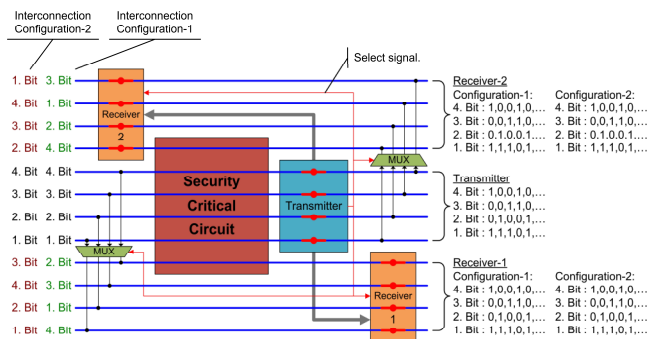 Interconnection Configuration-2
Interconnection Configuration-1
Select signal.
1. Bit 3. Bit
4. Bit 1. Bit
3. Bit 2. Bit
2. Bit 4. Bit
4. Bit 4. Bit
3. Bit 3. Bit
2. Bit 2. Bit
1. Bit 1. Bit
3. Bit 2. Bit
4. Bit 3. Bit
2. Bit 1. Bit
1. Bit 4. Bit
Receiver 2
Security Critical Circuit
Transmitter
MUX
MUX
Receiver 1
Receiver-2
Configuration-1: Configuration-2:
4. Bit : 1,0,0,1,0,... 4. Bit : 1,0,0,1,0,...
3. Bit : 0,0,1,1,0,... 3. Bit : 0,0,1,1,0,...
2. Bit : 0,1,0,0,1,... 2. Bit : 0,1,0,0,1,...
1. Bit : 1,1,1,0,1,... 1. Bit : 1,1,1,0,1,...
Transmitter
4. Bit : 1,0,0,1,0,...
3. Bit : 0,0,1,1,0,...
2. Bit : 0,1,0,0,1,...
1. Bit : 1,1,1,0,1,...
Receiver-1
Configuration-1: Configuration-2:
4. Bit : 1,0,0,1,0,... 4. Bit : 1,0,0,1,0,...
3. Bit : 0,0,1,1,0,... 3. Bit : 0,0,1,1,0,...
2. Bit : 0,1,0,0,1,... 2. Bit : 0,1,0,0,1,...
1. Bit : 1,1,1,0,1,... 1. Bit : 1,1,1,0,1,...